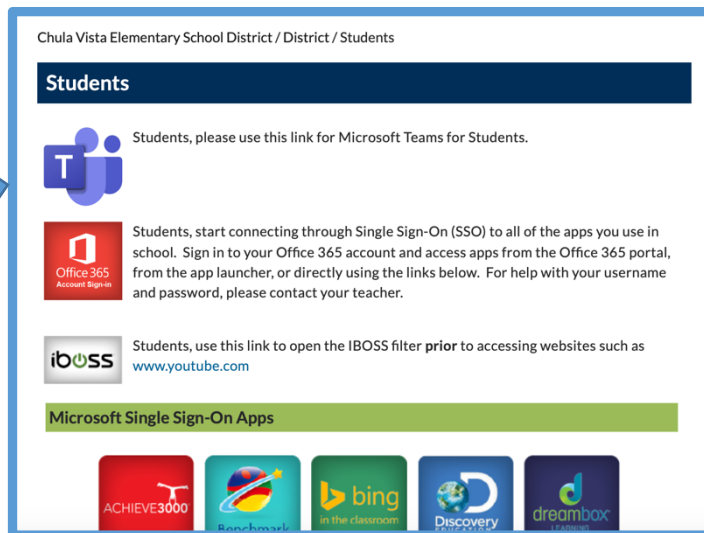 Chula Vista Elementary School District / District / Students
Students
T
Students, please use this link for Microsoft Teams for Students.
Office 365
Account Sign-in
Students, start connecting through Single Sign-On (SSO) to all of the apps you use in
school. Sign in to your Office 365 account and access apps from the Office 365 portal,
from the app launcher, or directly using the links below. For help with your username
and password, please contact your teacher.
iboss
Students, use this link to open the IBOSS filter prior to accessing websites such as
www.youtube.com
Microsoft Single Sign-On Apps
ACHIEVE3000
Benchmark
bing
in the classroom
Discovery
EDUCATION
dreambox
LEARNING